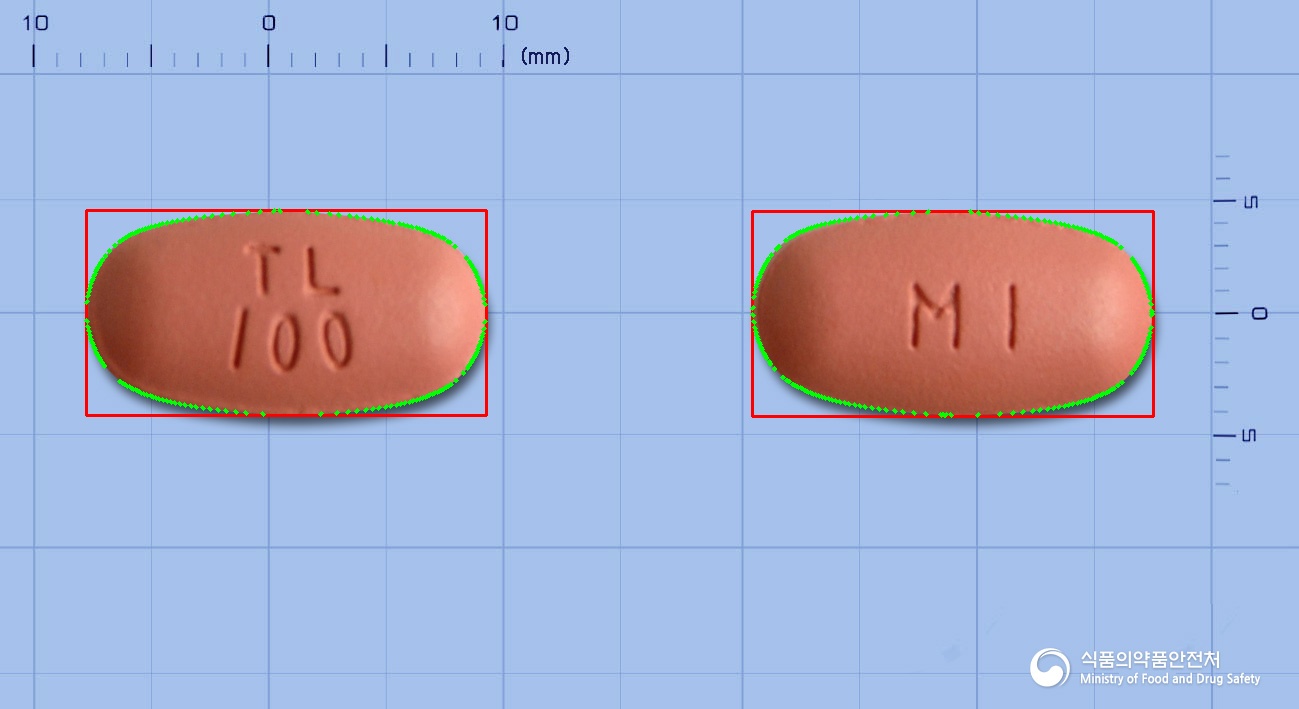 10 0 10
(mm)
TL
100
M I
5
0
5
식품의약품안전처
Ministry of Food and Drug Safety